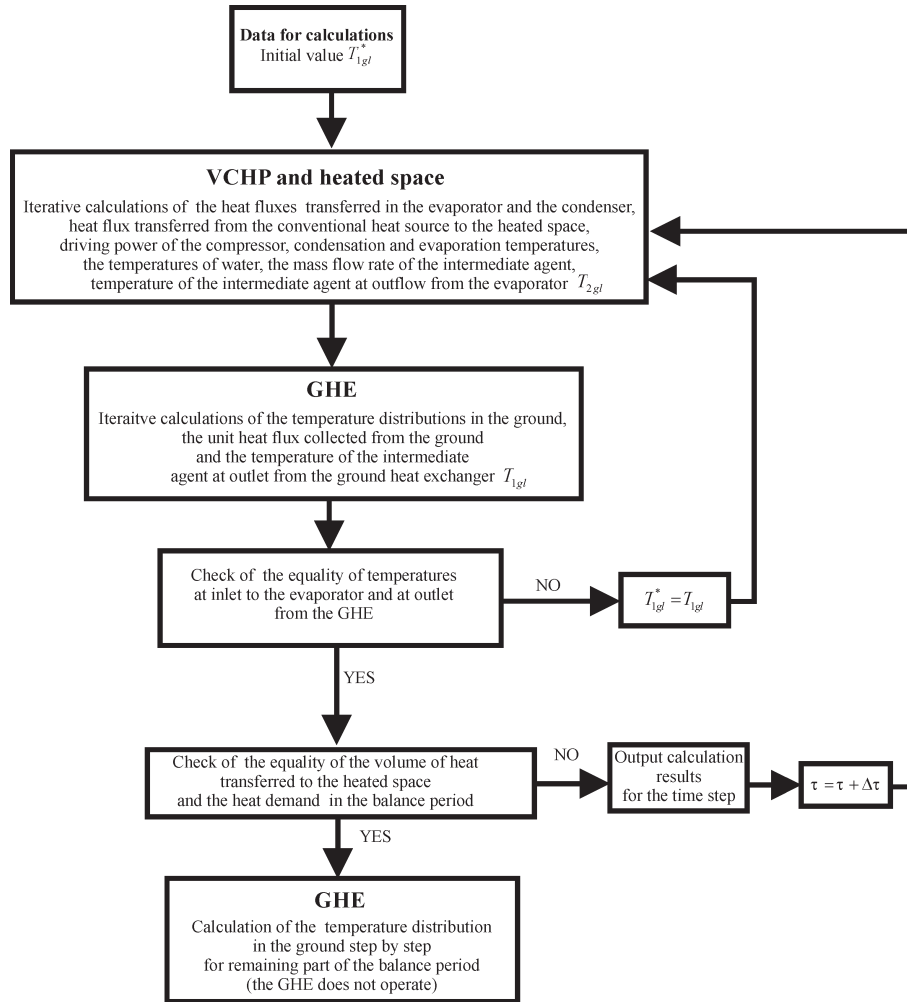 Data for calculations
Initial value T*1gl
VCHP and heated space
Iterative calculations of the heat fluxes transferred in the evaporator and the condenser,
heat flux transferred from the conventional heat source to the heated space,
driving power of the compressor, condensation and evaporation temperatures,
the temperatures of water, the mass flow rate of the intermediate agent,
temperature of the intermediate agent at outflow from the evaporator T2gl
GHE
Iteraitve calculations of the temperature distributions in the ground,
the unit heat flux collected from the ground
and the temperature of the intermediate
agent at outlet from the ground heat exchanger T1gl
Check of the equality of temperatures
at inlet to the evaporator and at outlet
from the GHE
NO
T*1gl = T1gl
YES
Check of the equality of the volume of heat
transferred to the heated space
and the heat demand in the balance period
NO
Output calculation
results
for the time step
τ = τ + Δτ
YES
GHE
Calculation of the temperature distribution
in the ground step by step
for remaining part of the balance period
(the GHE does not operate)